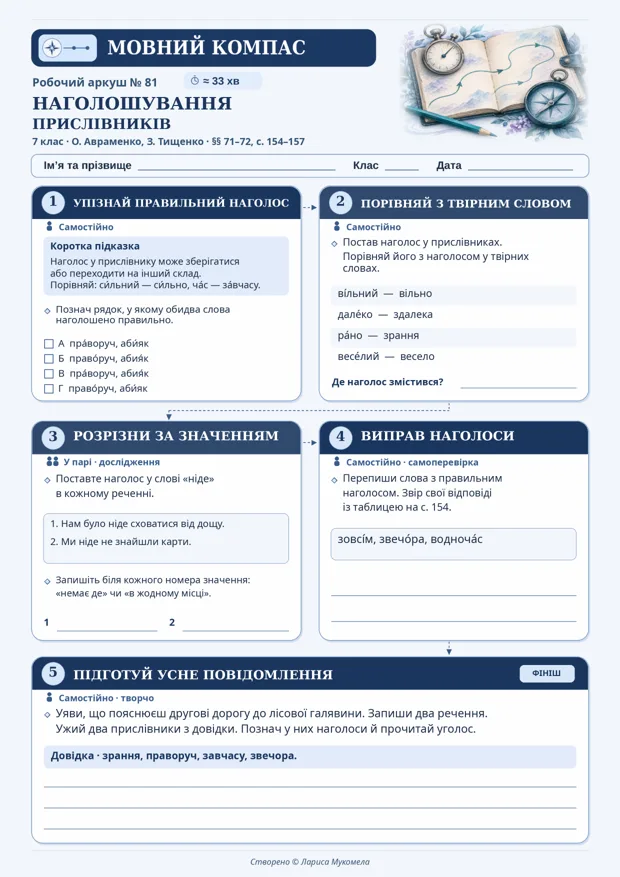 МОВНИЙ КОМПАС
Робочий аркуш № 81
≈ 33 хв
НАГОЛОШУВАННЯ
ПРИСЛІВНИКІВ
7 клас · О. Авраменко, З. Тищенко · §§ 71–72, с. 154–157
Ім’я та прізвище
Клас
Дата
1 УПІЗНАЙ ПРАВИЛЬНИЙ НАГОЛОС
Самостійно
Коротка підказка
Наголос у прислівнику може зберігатися
або переходити на інший склад.
Порівняй: си́льний — си́льно, ча́с — за́вчасу.
Познач рядок, у якому обидва слова
наголошено правильно.
А пра́воруч, аби́як
Б право́руч, абия́к
В пра́воруч, абия́к
Г право́руч, аби́як
2 ПОРІВНЯЙ З ТВІРНИМ СЛОВОМ
Самостійно
Постав наголос у прислівниках.
Порівняй його з наголосом у твірних
словах.
ві́льний — вільно
дале́ко — здалека
ра́но — зрання
весе́лий — весело
Де наголос змістився?
3 РОЗРІЗНИ ЗА ЗНАЧЕННЯМ
У парі · дослідження
Поставте наголос у слові «ніде»
в кожному реченні.
1. Нам було ніде сховатися від дощу.
2. Ми ніде не знайшли карти.
Запишіть біля кожного номера значення:
«немає де» чи «в жодному місці».
1
2
4 ВИПРАВ НАГОЛОСИ
Самостійно · самоперевірка
Перепиши слова з правильним
наголосом. Звір свої відповіді
із таблицею на с. 154.
зовсі́м, звечо́ра, водноча́с
5 ПІДГОТУЙ УСНЕ ПОВІДОМЛЕННЯ
ФІНІШ
Самостійно · творчо
Уяви, що пояснюєш другові дорогу до лісової галявини. Запиши два речення.
Ужий два прислівники з довідки. Познач у них наголоси й прочитай уголос.
Довідка · зрання, праворуч, завчасу, звечора.
Створено © Лариса Мукомела